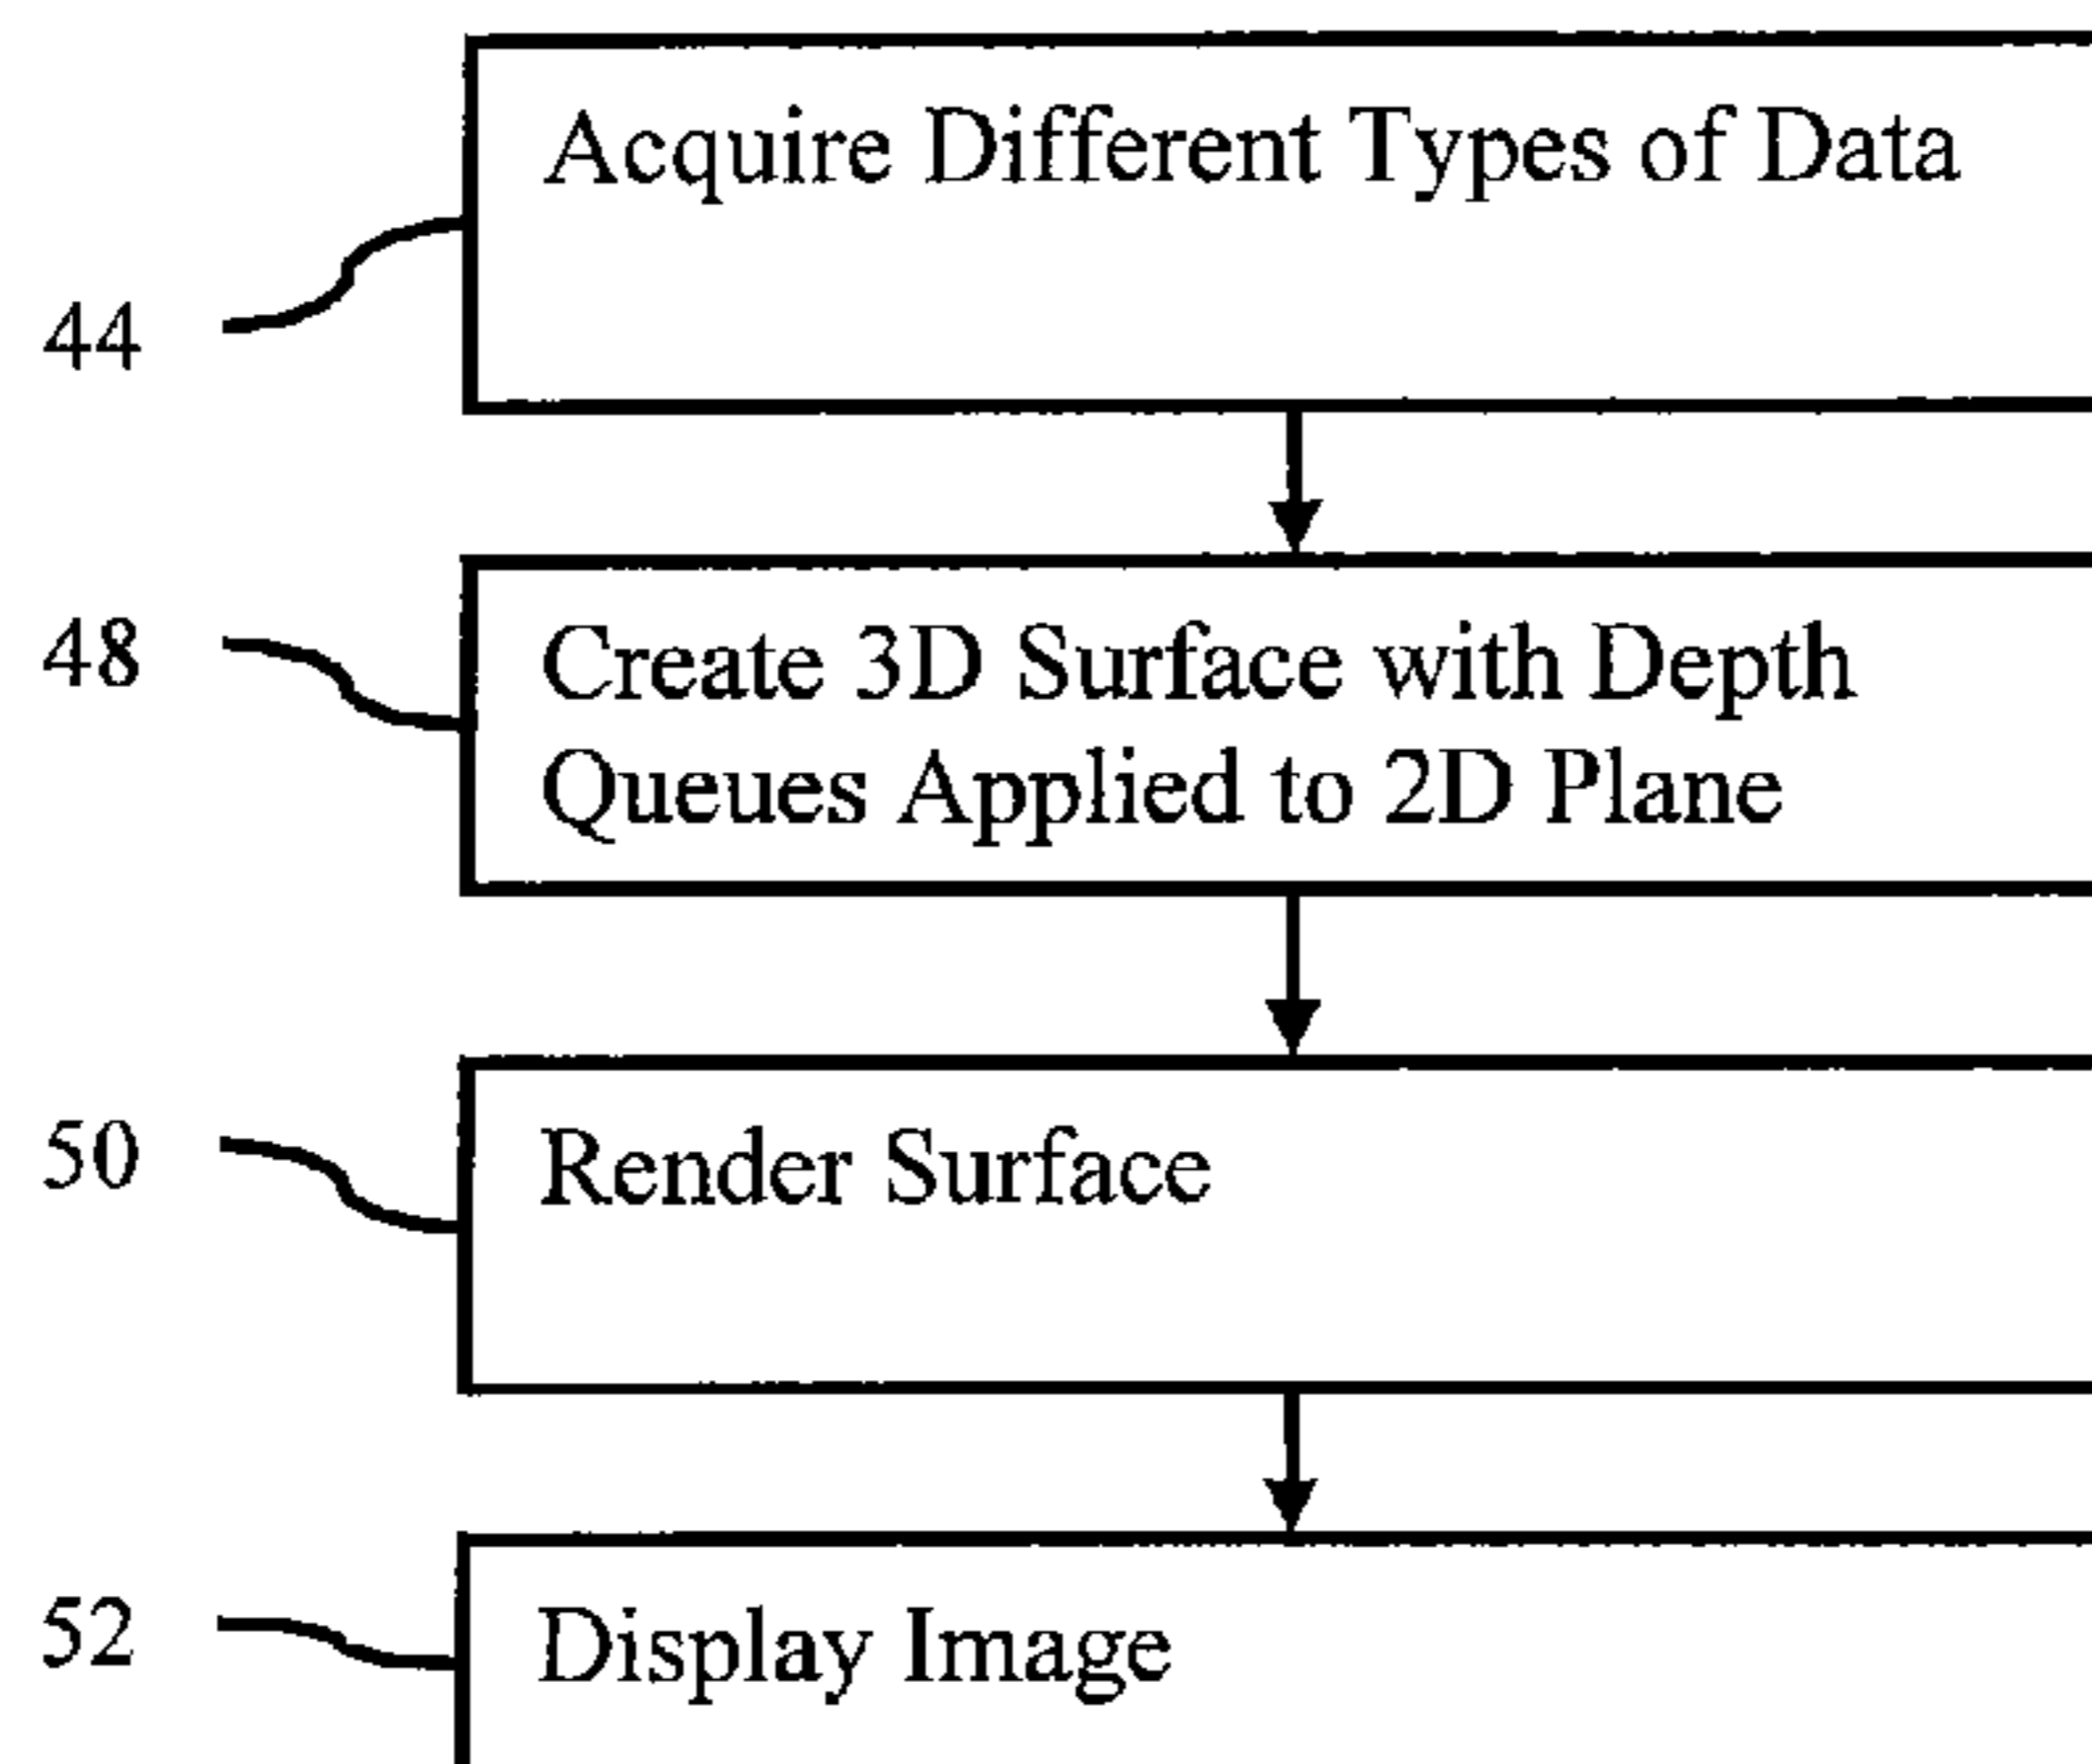 Acquire Different Types of Data
44
48
Create 3D Surface with Depth
Queues Applied to 2D Plane
50
Render Surface
52
Display Image